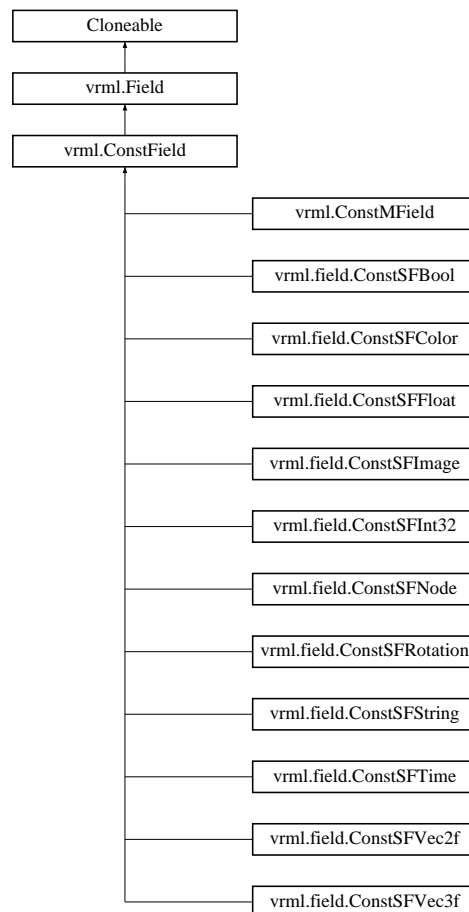 Cloneable
vrml.Field
vrml.ConstField
vrml.ConstMField
vrml.field.ConstSFBool
vrml.field.ConstSFColor
vrml.field.ConstSFFloat
vrml.field.ConstSFImage
vrml.field.ConstSFInt32
vrml.field.ConstSFNode
vrml.field.ConstSFRotation
vrml.field.ConstSFString
vrml.field.ConstSFTime
vrml.field.ConstSFVec2f
vrml.field.ConstSFVec3f